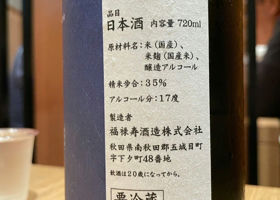 品目
日本酒 内容量 720ml
原材料名：米（国産）、
米麹（国産米）、
醸造アルコール
精米歩合：35%
アルコール分：17度
製造者
福禄寿酒造株式会社
秋田県南秋田郡五城目町
字下夕町48番地
飲酒は20歳になってから。
要冷蔵